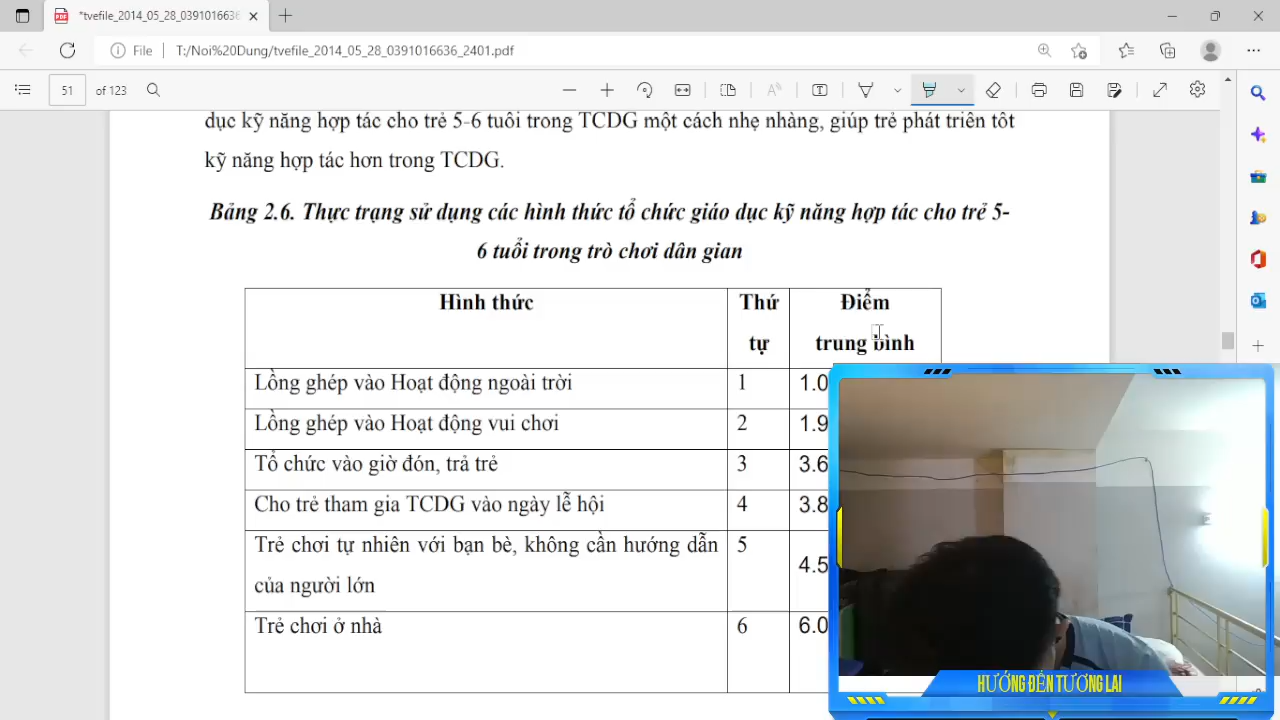 *tvefile_2014_05_28_0391016636
File
T:/Noi%20Dung/tvefile_2014_05_28_0391016636_2401.pdf
51 of 123
dục kỹ năng hợp tác cho trẻ 5-6 tuổi trong TCDG một cách nhẹ nhàng, giúp trẻ phát triển tốt
kỹ năng hợp tác hơn trong TCDG.
Bảng 2.6. Thực trạng sử dụng các hình thức tổ chức giáo dục kỹ năng hợp tác cho trẻ 5-
6 tuổi trong trò chơi dân gian
Hình thức Thứ Điểm
tự trung bình
Lồng ghép vào Hoạt động ngoài trời 1 1.0
Lồng ghép vào Hoạt động vui chơi 2 1.9
Tổ chức vào giờ đón, trả trẻ 3 3.6
Cho trẻ tham gia TCDG vào ngày lễ hội 4 3.8
Trẻ chơi tự nhiên với bạn bè, không cần hướng dẫn 5
4.5
của người lớn
Trẻ chơi ở nhà 6 6.0
HƯỚNG ĐẾN TƯƠNG LAI